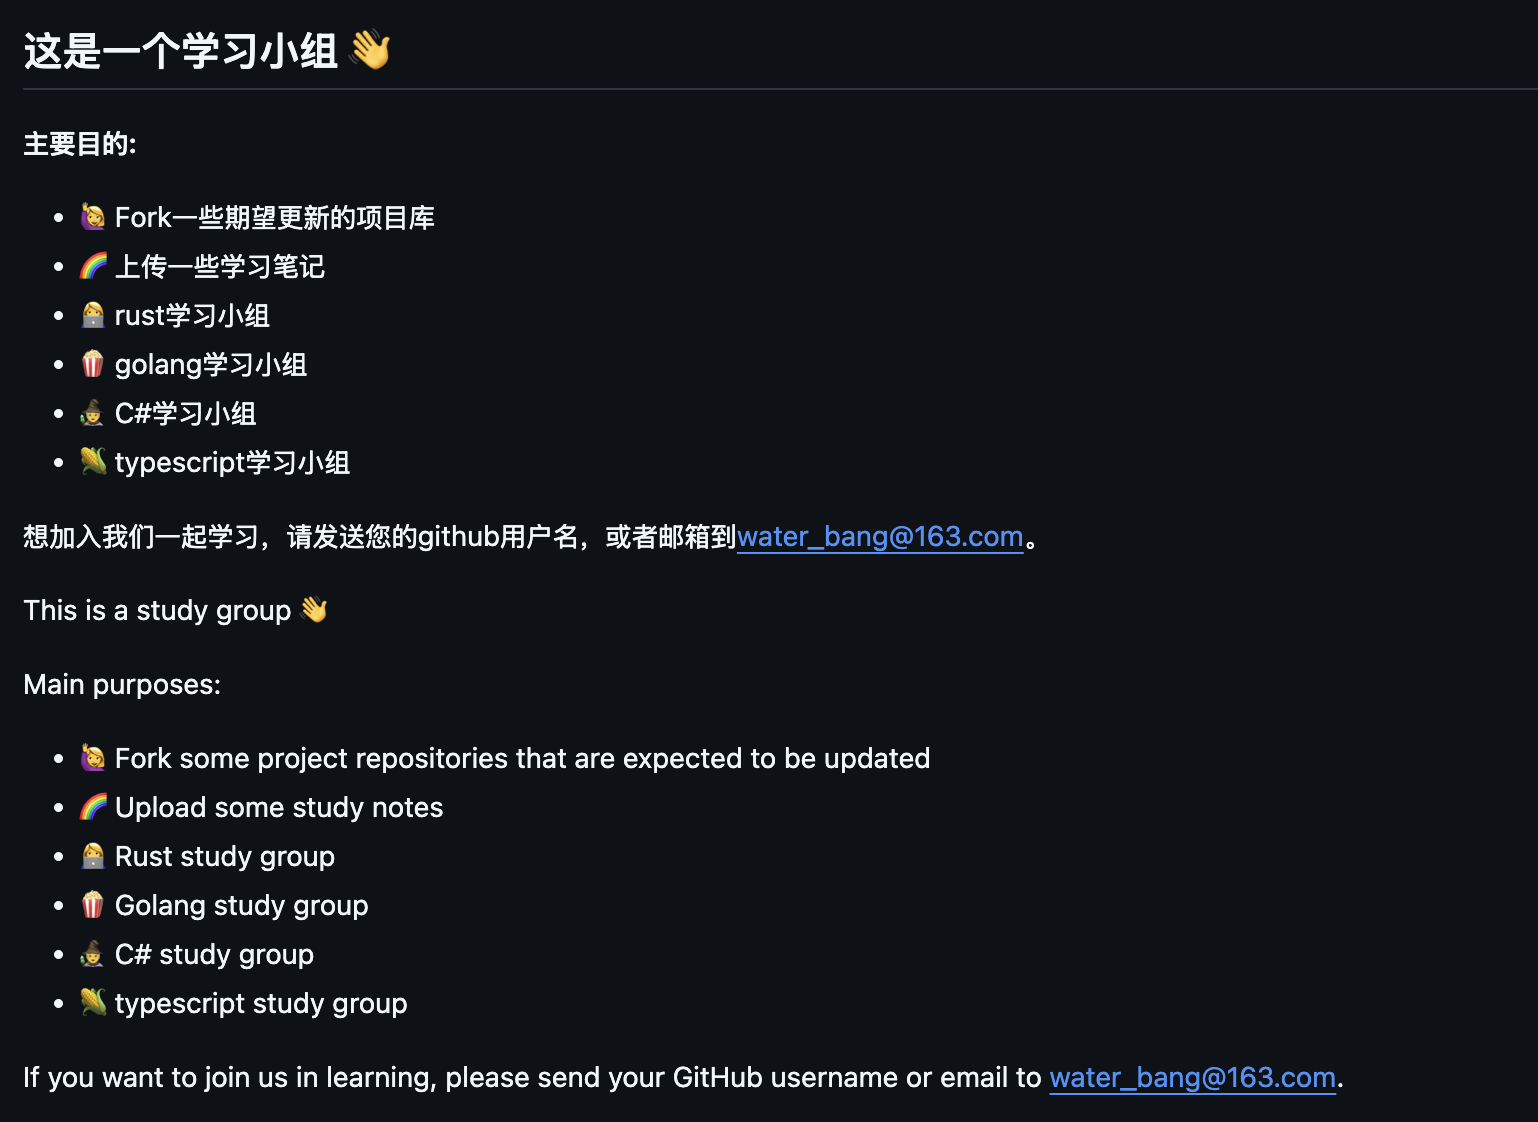 这是一个学习小组 👋
主要目的:
• 🙋 Fork一些期望更新的项目库
• 🌈 上传一些学习笔记
• 👩‍💻 rust学习小组
• 🍿 golang学习小组
• 🧙 C#学习小组
• 🌽 typescript学习小组
想加入我们一起学习，请发送您的github用户名，或者邮箱到water_bang@163.com。
This is a study group 👋
Main purposes:
• 🙋 Fork some project repositories that are expected to be updated
• 🌈 Upload some study notes
• 👩‍💻 Rust study group
• 🍿 Golang study group
• 🧙 C# study group
• 🌽 typescript study group
If you want to join us in learning, please send your GitHub username or email to water_bang@163.com.